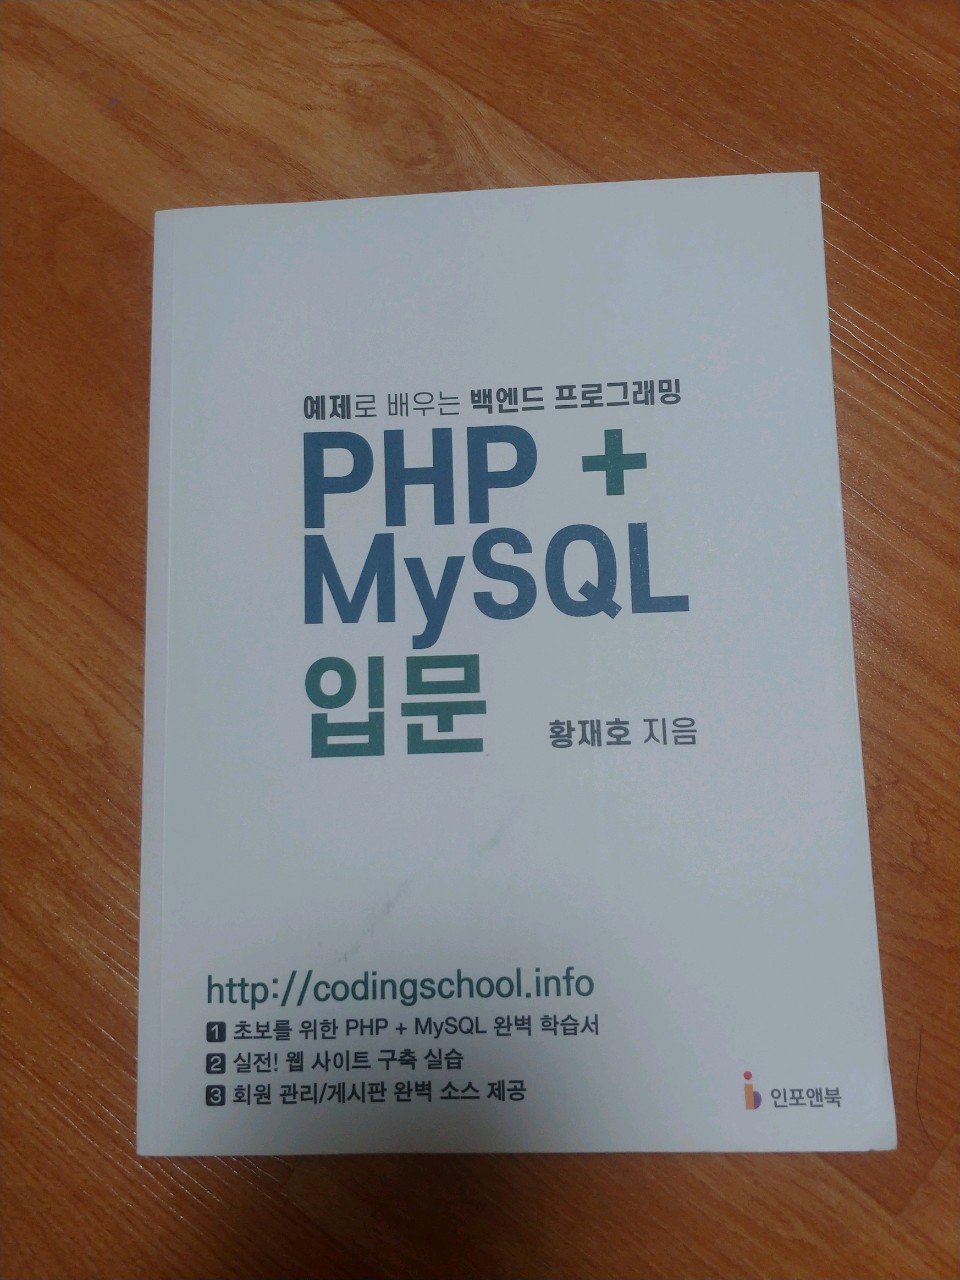 예제로 배우는 백엔드 프로그래밍
PHP +
MySQL
입문
황재호 지음
http://codingschool.info
1 초보를 위한 PHP + MySQL 완벽 학습서
2 실전! 웹 사이트 구축 실습
3 회원 관리/게시판 완벽 소스 제공
인포앤북